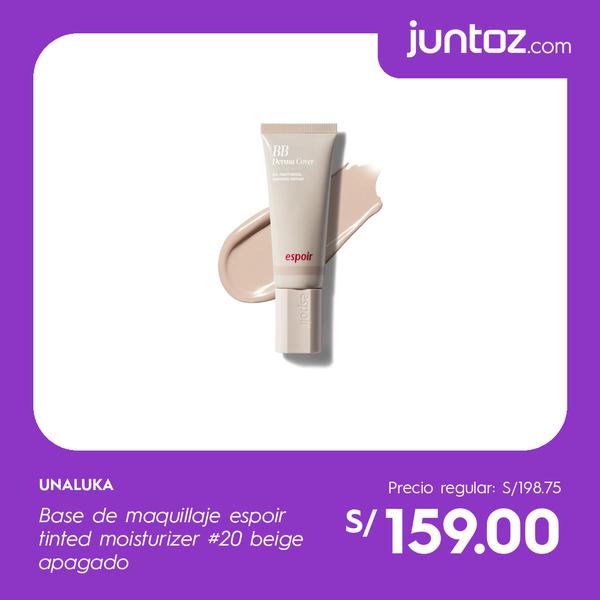 juntoz.com
BB
Derma Cover
espoir
espoir
UNALUKA
Base de maquillaje espoir
tinted moisturizer #20 beige
apagado
Precio regular: S/198.75
S/159.00